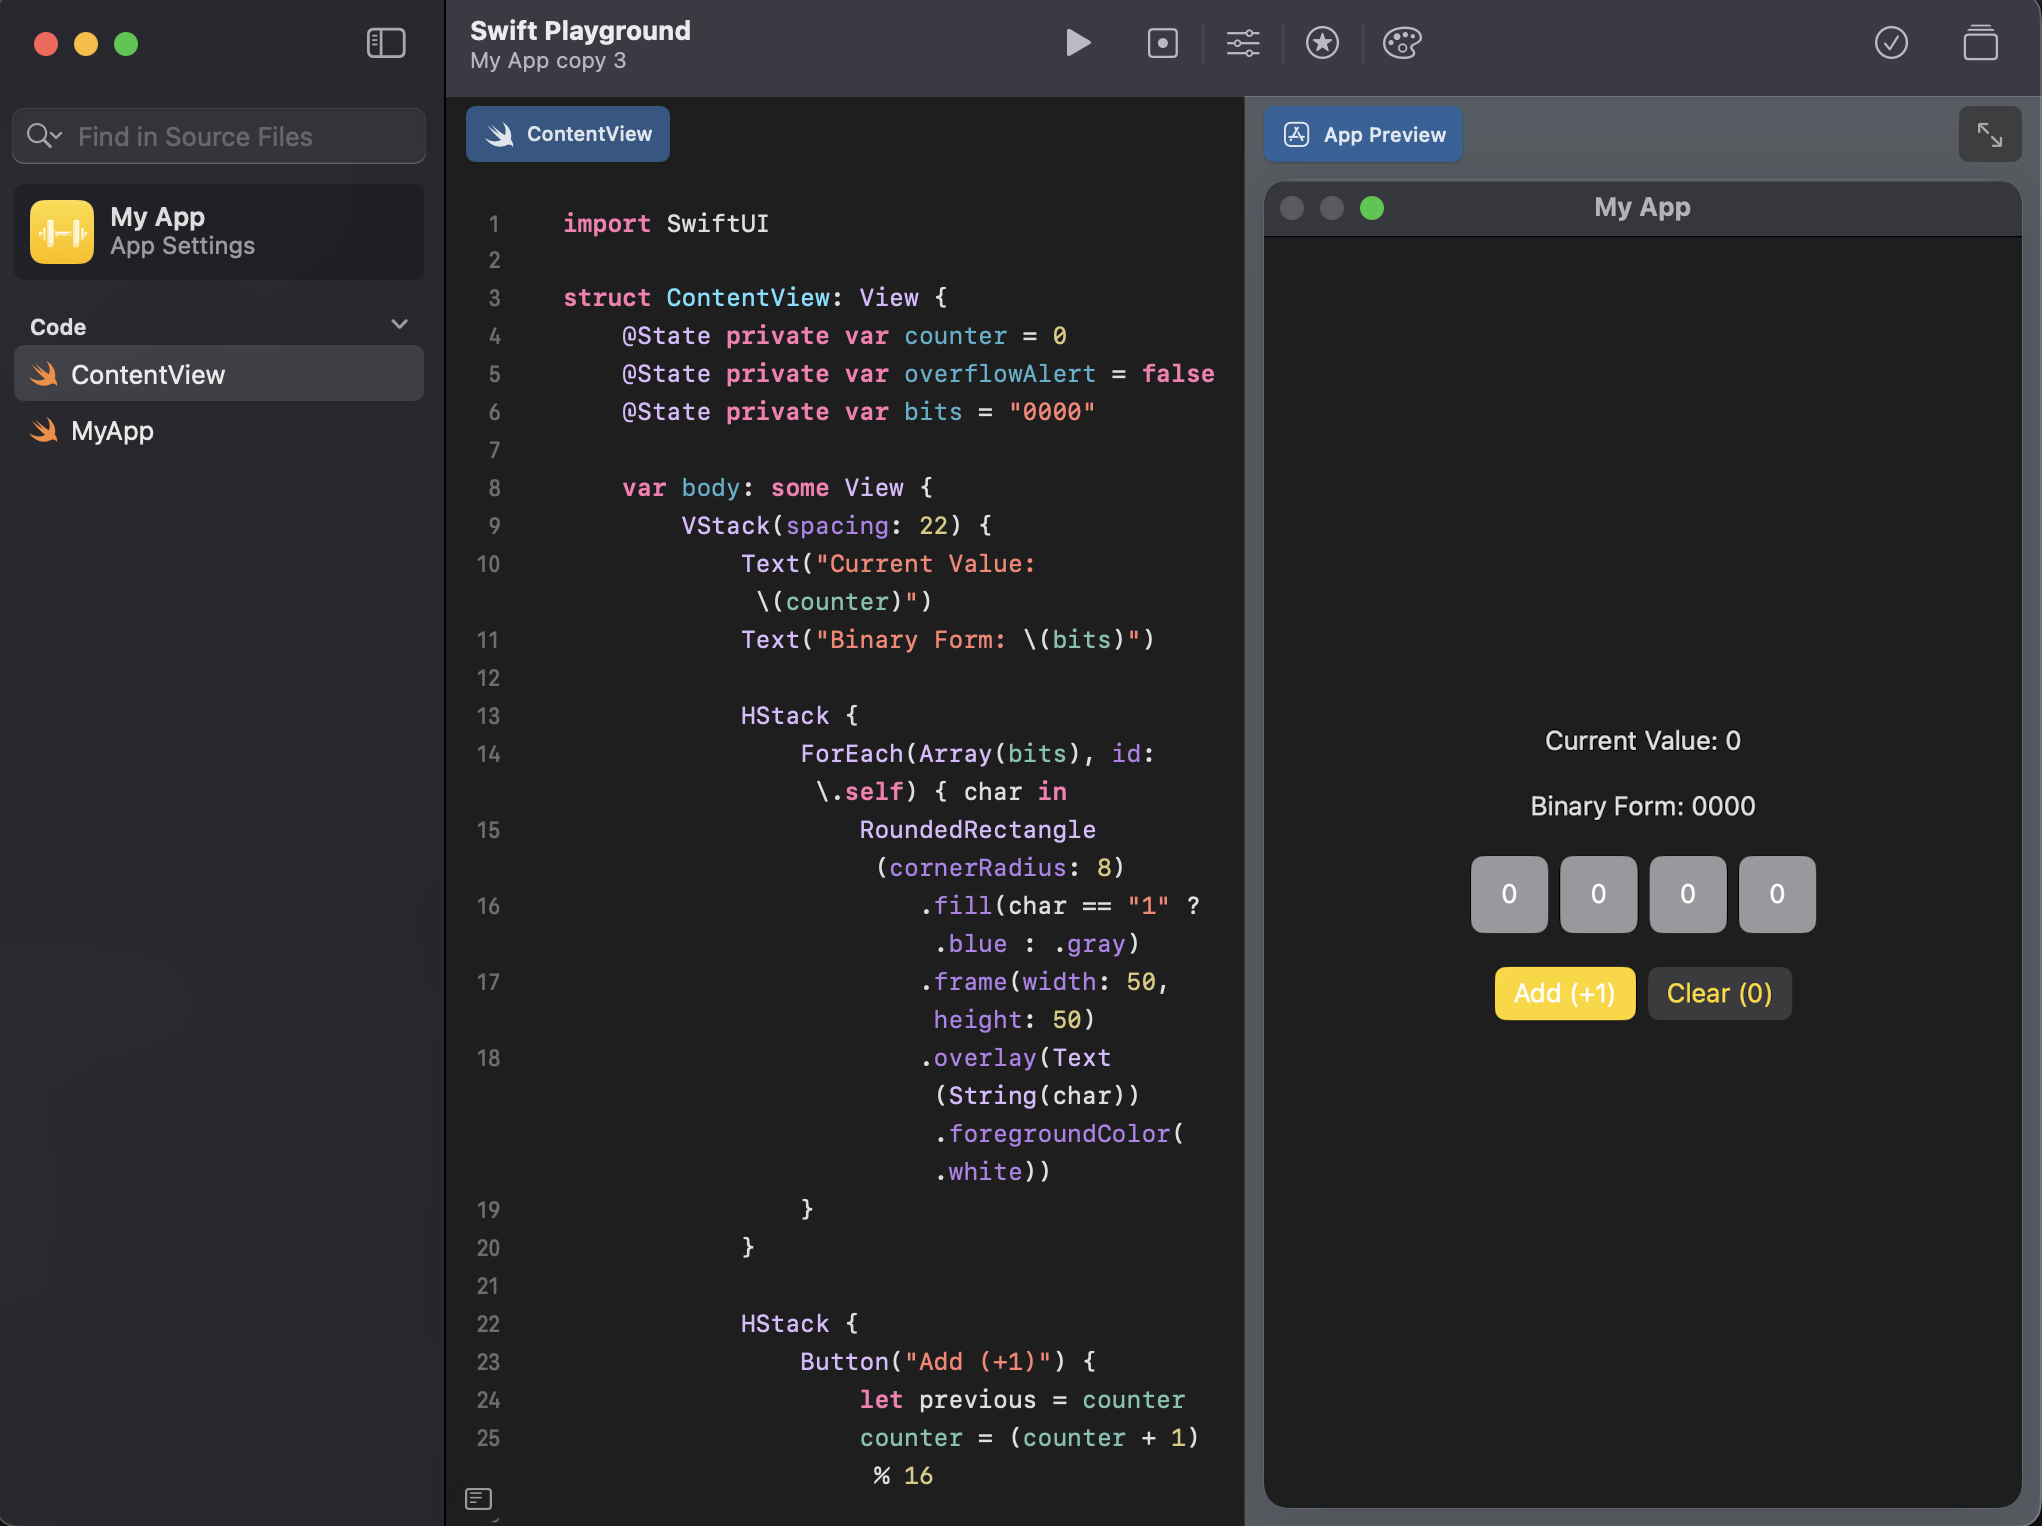 Swift Playground
My App copy 3
Find in Source Files
My App
App Settings
Code
ContentView
MyApp
ContentView
1 import SwiftUI
2
3 struct ContentView: View {
4 @State private var counter = 0
5 @State private var overflowAlert = false
6 @State private var bits = "0000"
7
8 var body: some View {
9 VStack(spacing: 22) {
10 Text("Current Value:
\(counter)")
11 Text("Binary Form: \(bits)")
12
13 HStack {
14 ForEach(Array(bits), id:
\.self) { char in
15 RoundedRectangle
(cornerRadius: 8)
16 .fill(char == "1" ?
.blue : .gray)
17 .frame(width: 50,
height: 50)
18 .overlay(Text
(String(char))
.foregroundColor(
.white))
19 }
20 }
21
22 HStack {
23 Button("Add (+1)") {
24 let previous = counter
25 counter = (counter + 1)
% 16
App Preview
My App
Current Value: 0
Binary Form: 0000
0 0 0 0
Add (+1) Clear (0)